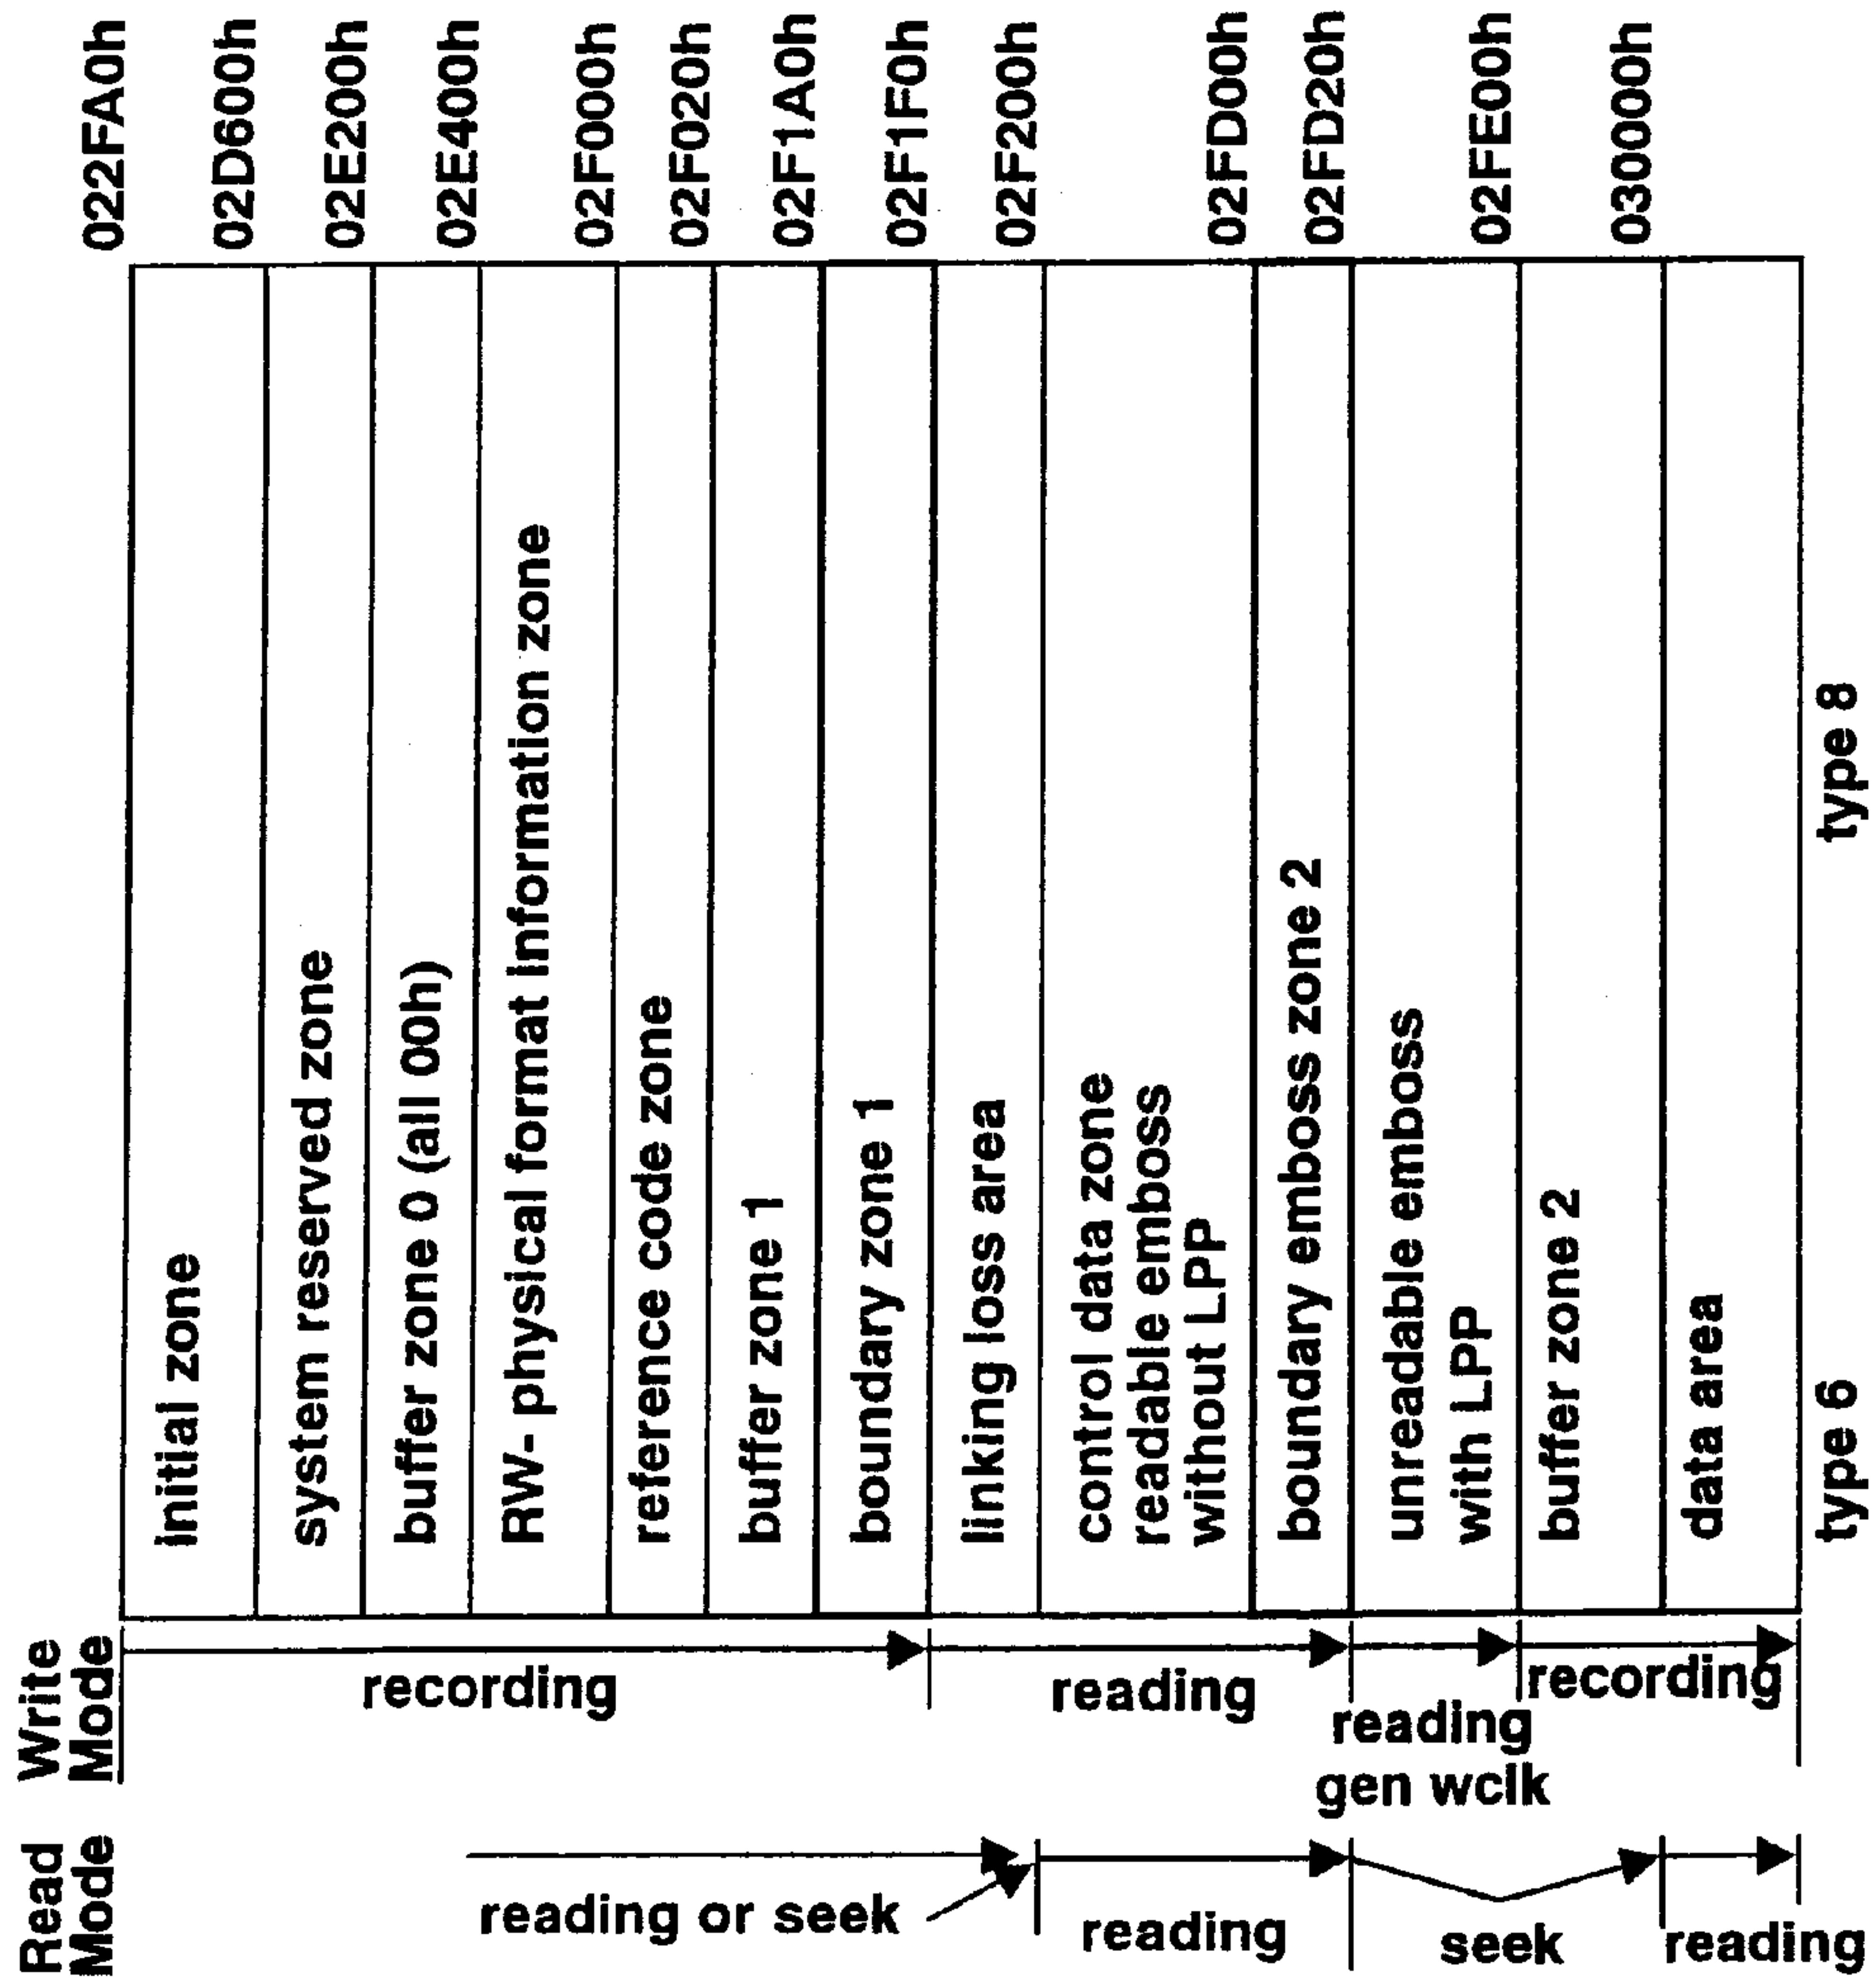 022FA0h
02D600h
02E200h
02E400h
02F000h
02F020h
02F1A0h
02F1F0h
02F200h
02FD00h
02FD20h
02FE00h
030000h
initial zone
system reserved zone
buffer zone 0 (all 00h)
RW- physical format information zone
reference code zone
buffer zone 1
boundary zone 1
linking loss area
control data zone
readable emboss
without LPP
boundary emboss zone 2
unreadable emboss
with LPP
buffer zone 2
data area
type 6
type 8
Write
Mode
recording
reading
reading
gen wclk
recording
Read
Mode
reading or seek
reading
seek
reading